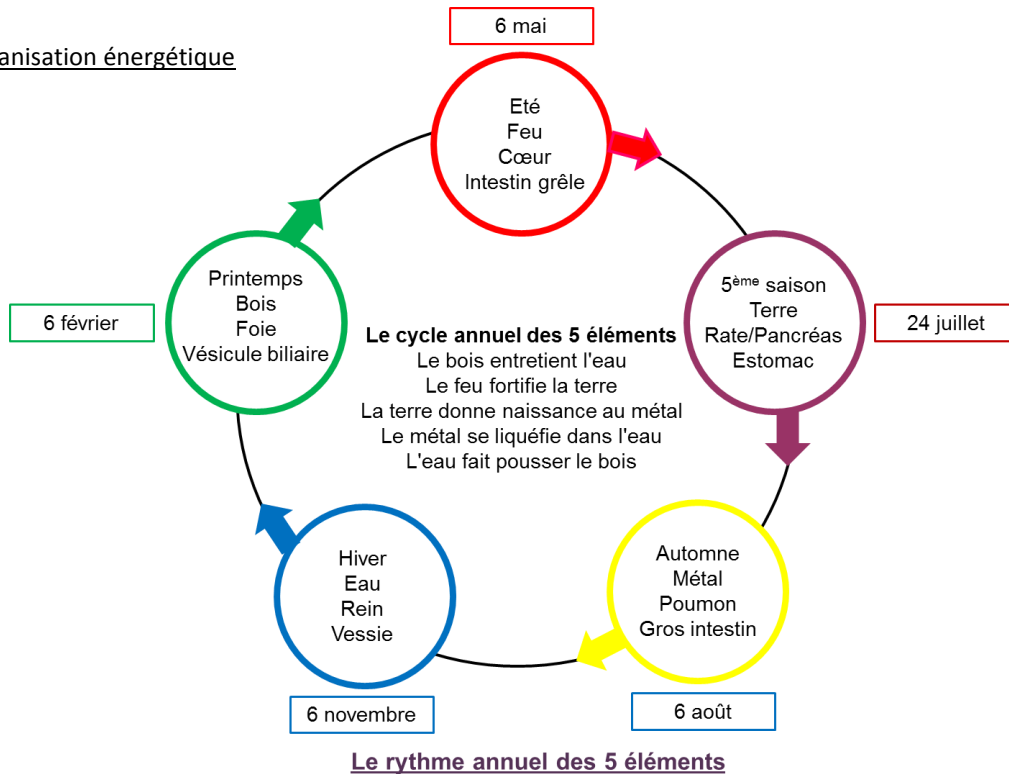 6 mai
anisation énergétique
Eté
Feu
Cœur
Intestin grêle
Printemps
Bois
Foie
Vésicule biliaire
6 février
5ème saison
Terre
Rate/Pancréas
Estomac
24 juillet
Le cycle annuel des 5 éléments
Le bois entretient l'eau
Le feu fortifie la terre
La terre donne naissance au métal
Le métal se liquéfie dans l'eau
L'eau fait pousser le bois
Hiver
Eau
Rein
Vessie
Automne
Métal
Poumon
Gros intestin
6 novembre
6 août
Le rythme annuel des 5 éléments